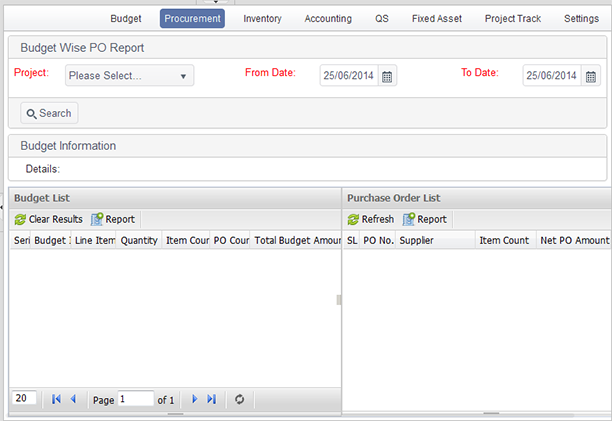 Budget Procurement Inventory Accounting QS Fixed Asset Project Track Settings
Budget Wise PO Report
Project: Please Select... From Date: 25/06/2014 To Date: 25/06/2014
Search
Budget Information
Details:
Budget List Purchase Order List
Clear Results Report Refresh Report
Seri Budget I Line Item Quantity Item Coun PO Coun Total Budget Amoun SL PO No. Supplier Item Count Net PO Amount
20 Page 1 of 1